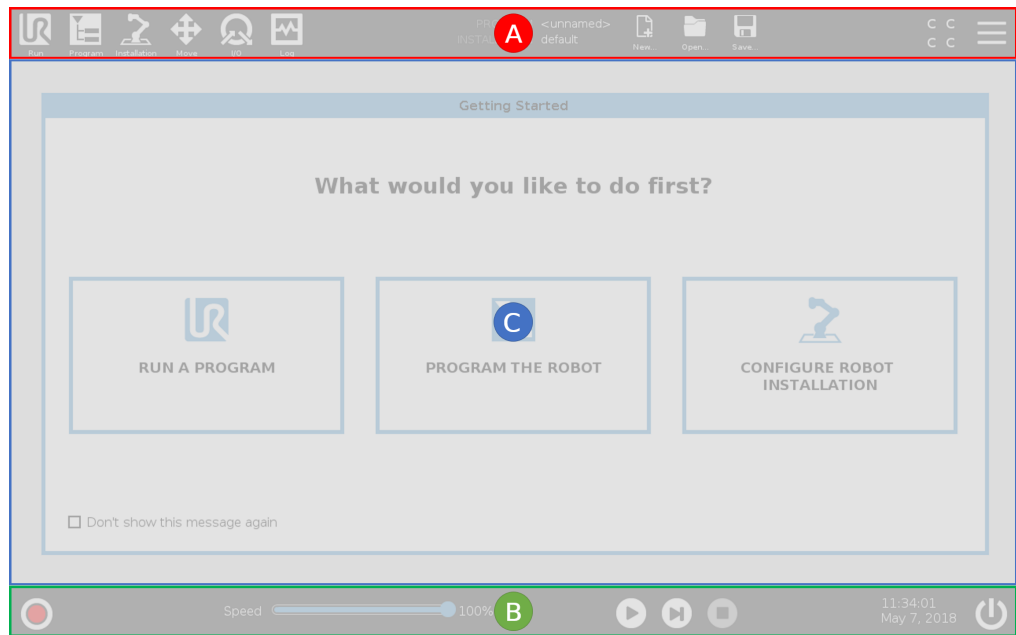 Run
Program
Installation
Move
I/O
Log
PR
<unnamed>
INSTAL
default
A
New...
Open...
Save...
C C
C C
Getting Started
What would you like to do first?
RUN A PROGRAM
C
PROGRAM THE ROBOT
CONFIGURE ROBOT
INSTALLATION
Don't show this message again
Speed
100%
B
11:34:01
May 7, 2018